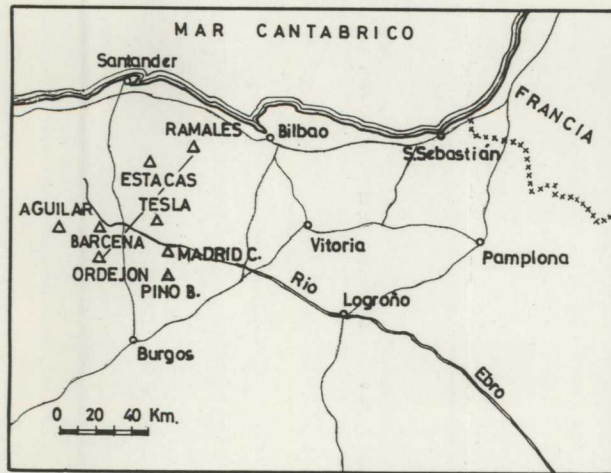 MAR CANTABRICO
Santander
FRANCIA
RAMALES
Bilbao
S.Sebastián
ESTACAS
TESLA
AGUILAR
BARCENA
Vitoria
MADRID C.
Pamplona
ORDEJON
Rio
PINO B.
Logroño
Burgos
Ebro
0 20 40 Km.